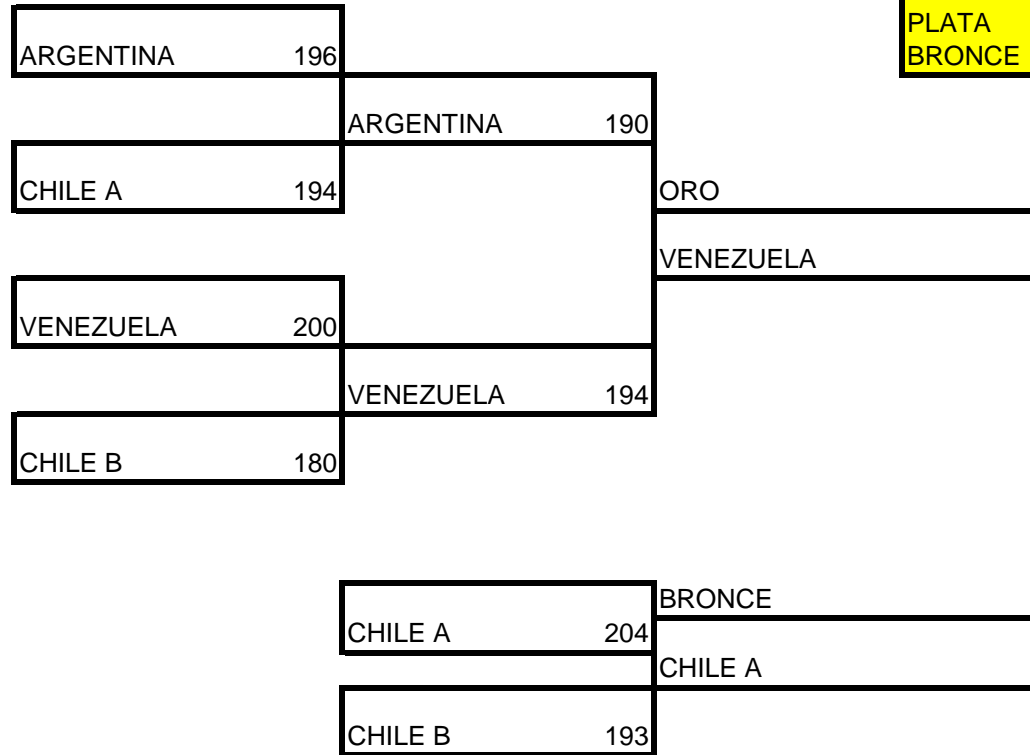 PLATA
ARGENTINA 196 BRONCE
ARGENTINA 190
CHILE A 194 ORO
VENEZUELA
VENEZUELA 200
VENEZUELA 194
CHILE B 180
BRONCE
CHILE A 204
CHILE A
CHILE B 193